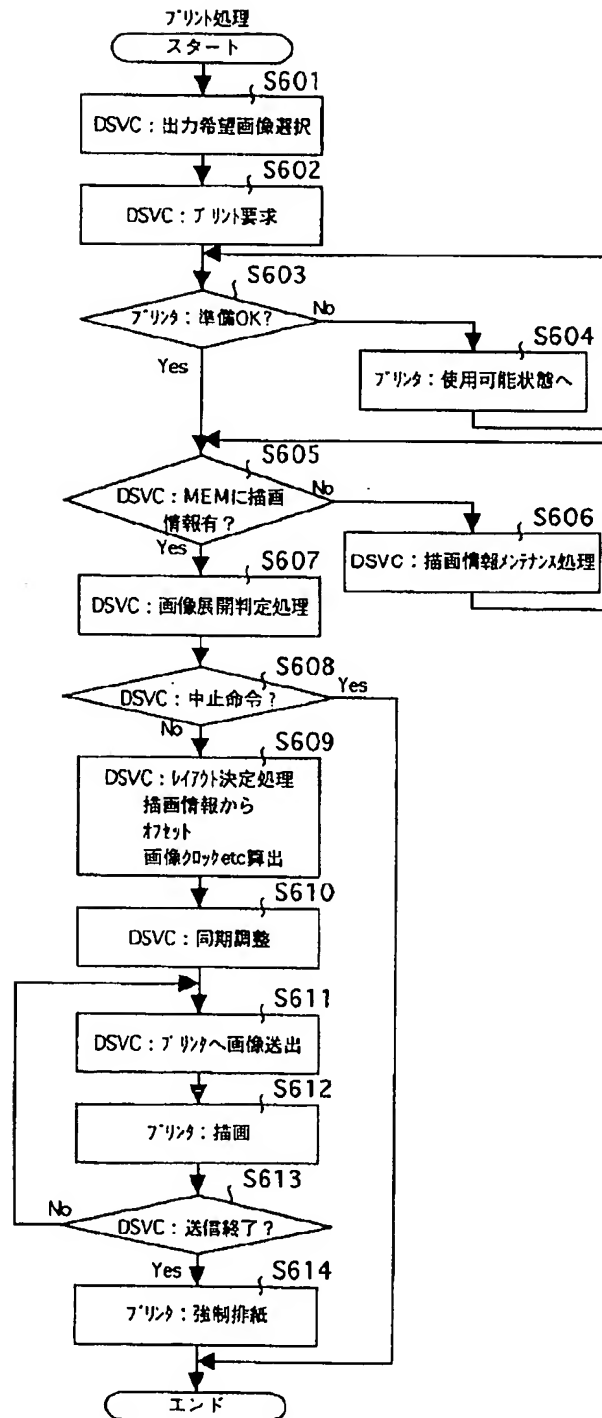 プリント処理
スタート
S601
DSVC：出力希望画像選択
S602
DSVC：プリント要求
S603
プリンタ：準備OK?
No
Yes
S604
プリンタ：使用可能状態へ
S605
DSVC：MEMに描画
情報有？
No
Yes
S606
DSVC：描画情報メンテナンス処理
S607
DSVC：画像展開判定処理
S608
DSVC：中止命令？
Yes
No
S609
DSVC：レイアウト決定処理
描画情報から
オフセット
画像クロックetc算出
S610
DSVC：同期調整
S611
DSVC：プリンタへ画像送出
S612
プリンタ：描画
S613
No
DSVC：送信終了？
Yes
S614
プリンタ：強制排紙
エンド